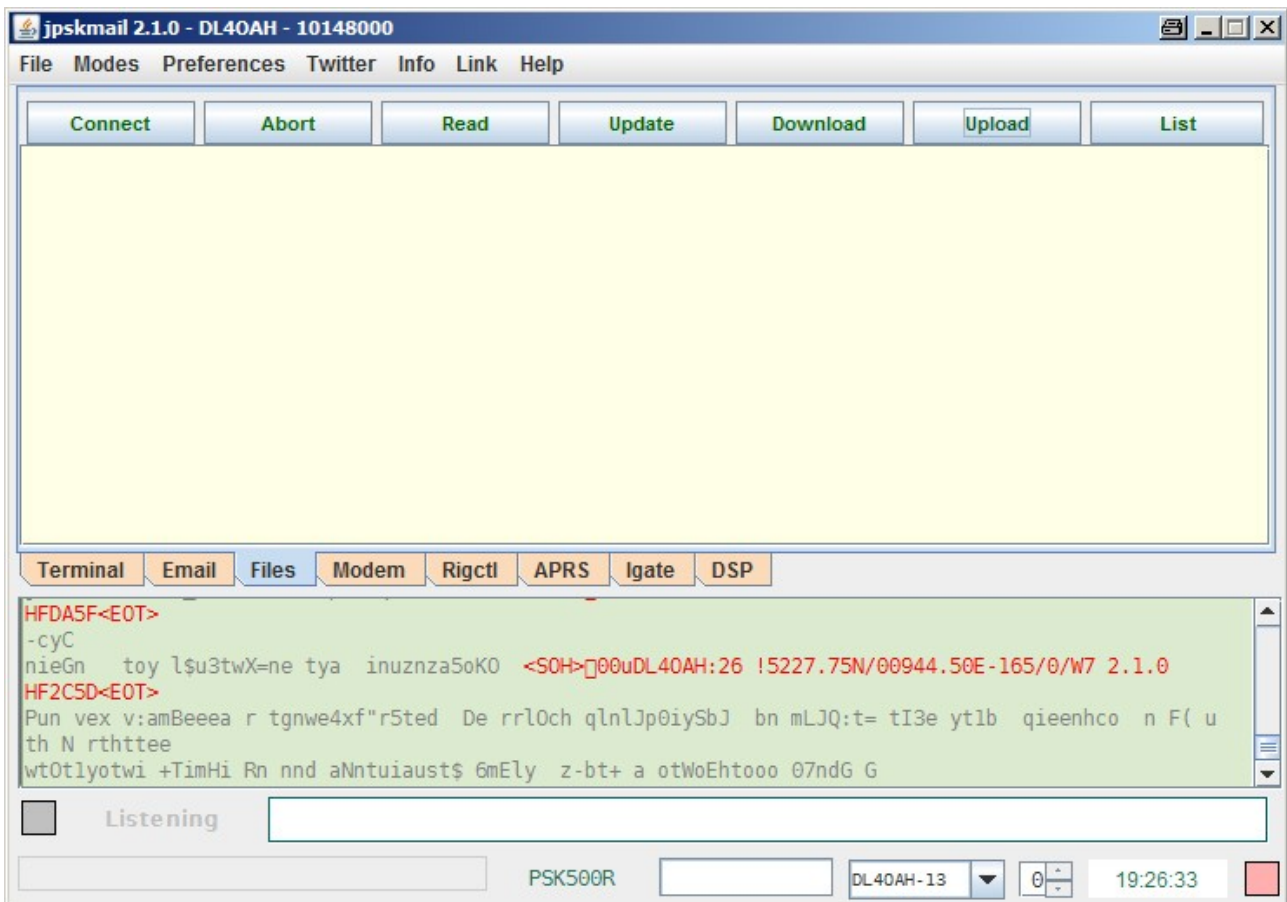 jpskmail 2.1.0 - DL4OAH - 10148000
File Modes Preferences Twitter Info Link Help
Connect Abort Read Update Download Upload List
Terminal Email Files Modem Rigctl APRS Igate DSP
HFDA5F<EOT>
-cyC
nieGn   toy l$u3twX=ne tya  inuznza5oKO  <SOH>▯00uDL4OAH:26 !5227.75N/00944.50E-165/0/W7 2.1.0
HF2C5D<EOT>
Pun vex v:amBeeea r tgnwe4xf"r5ted  De rrlOch qlnlJp0iySbJ  bn mLJQ:t= tI3e yt1b  qieenhco  n F( u
th N rthttee
wtOt1yotwi +TimHi Rn nnd aNntuiaust$ 6mEly  z-bt+ a otWoEhtooo 07ndG G
Listening
PSK500R DL4OAH-13 0 19:26:33